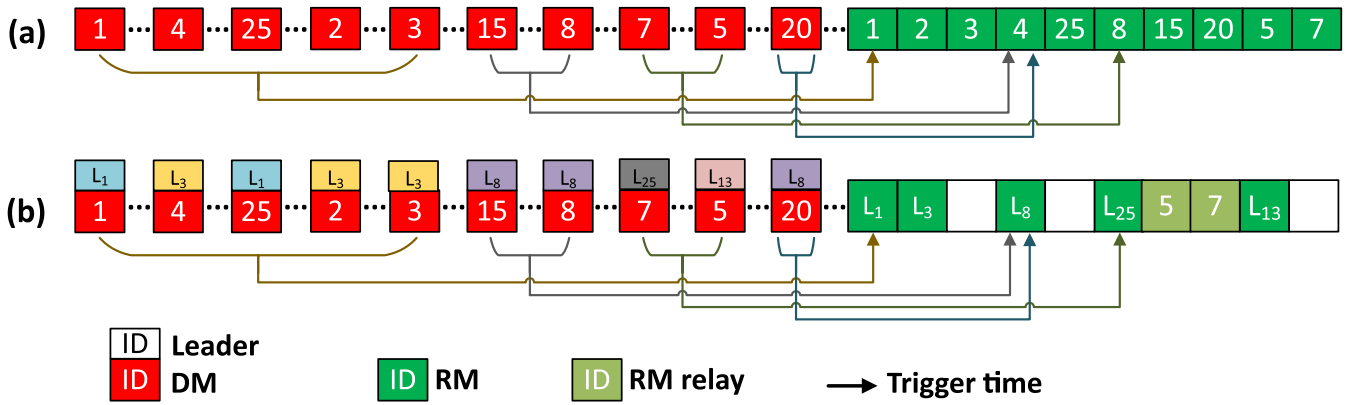 (a) 1 4 25 2 3 15 8 7 5 20 1 2 3 4 25 8 15 20 5 7
L₁ L₃ L₁ L₃ L₃ L₈ L₈ L₂₅ L₁₃ L₈
(b) 1 4 25 2 3 15 8 7 5 20 L₁ L₃ L₈ L₂₅ 5 7 L₁₃
ID Leader
ID DM ID RM ID RM relay Trigger time